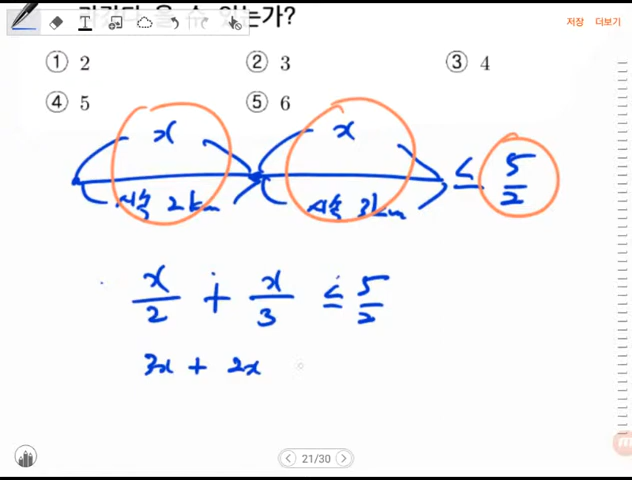 저장 더보기
① 2 ② 3 ③ 4
④ 5 ⑤ 6
x x
시속 2km 시속 3km ≤ 5/2
x/2 + x/3 ≤ 5/2
3x + 2x
21/30